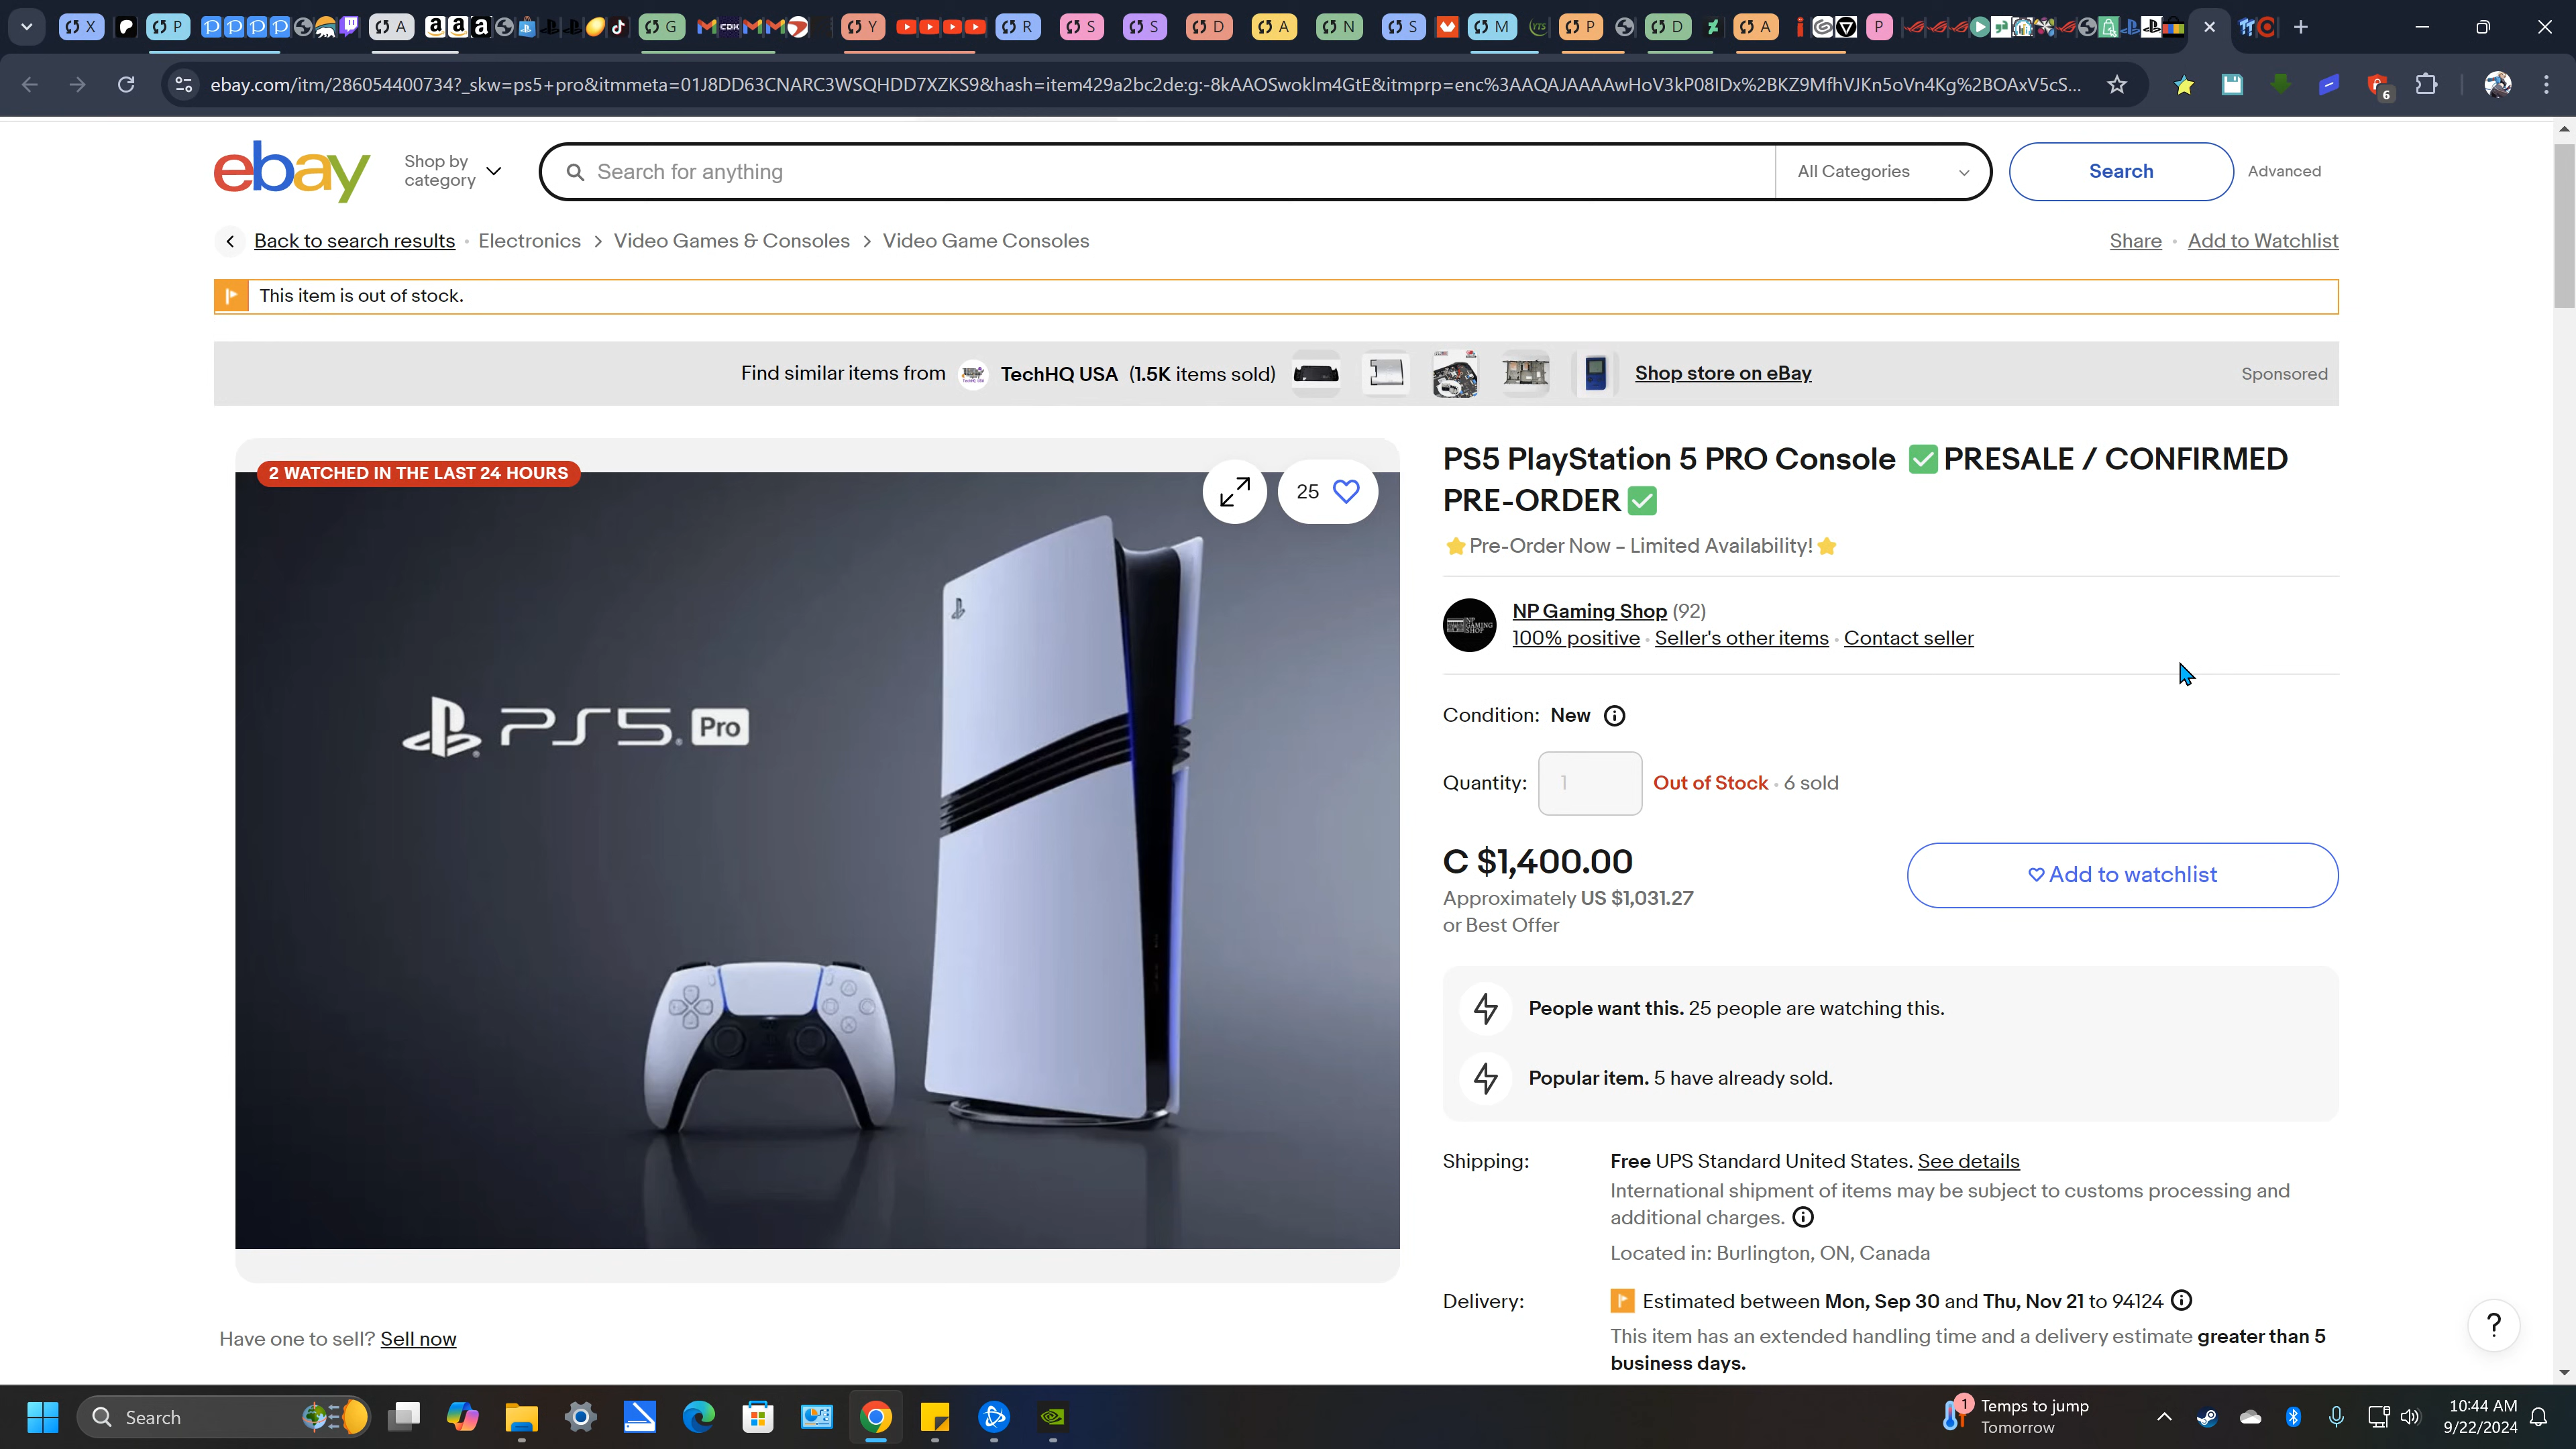 X P A G Y R S S D A N S M P D A P
ebay.com/itm/286054400734?_skw=ps5+pro&itmmeta=01J8DD63CNARC3WSQHDD7XZKS9&hash=item429a2bc2de:g:-8kAAOSwoklm4GtE&itmprp=enc%3AAQAJAAAAwHoV3kP08IDx%2BKZ9MfhVJKn5oVn4Kg%2BOAxV5cS...
6
ebay
Shop by category
Search for anything
All Categories
Search
Advanced
Back to search results · Electronics > Video Games & Consoles > Video Game Consoles
Share · Add to Watchlist
This item is out of stock.
Find similar items from TechHQ USA (1.5K items sold) Shop store on eBay
Sponsored
2 WATCHED IN THE LAST 24 HOURS
25
PS5 Pro
PS5 PlayStation 5 PRO Console ✅ PRESALE / CONFIRMED
PRE-ORDER ✅
⭐ Pre-Order Now – Limited Availability! ⭐
NP Gaming Shop (92)
100% positive · Seller's other items · Contact seller
Condition: New
Quantity: 1 Out of Stock · 6 sold
C $1,400.00
Approximately US $1,031.27
or Best Offer
Add to watchlist
People want this. 25 people are watching this.
Popular item. 5 have already sold.
Shipping: Free UPS Standard United States. See details
International shipment of items may be subject to customs processing and
additional charges.
Located in: Burlington, ON, Canada
Delivery: Estimated between Mon, Sep 30 and Thu, Nov 21 to 94124
This item has an extended handling time and a delivery estimate greater than 5
business days.
Have one to sell? Sell now
?
Search
1
Temps to jump
Tomorrow
10:44 AM
9/22/2024